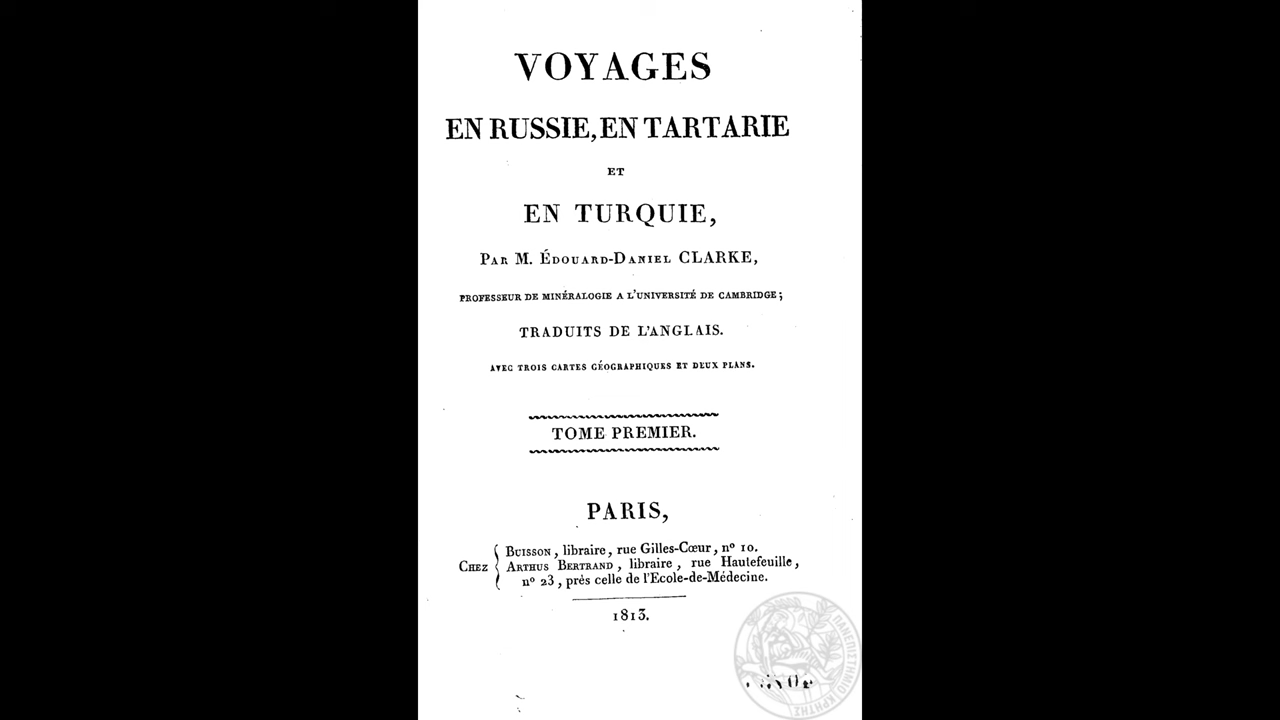 VOYAGES
EN RUSSIE, EN TARTARIE
ET
EN TURQUIE,
PAR M. ÉDOUARD-DANIEL CLARKE,
PROFESSEUR DE MINÉRALOGIE A L'UNIVERSITÉ DE CAMBRIDGE;
TRADUITS DE L'ANGLAIS.
AVEC TROIS CARTES GÉOGRAPHIQUES ET DEUX PLANS.
TOME PREMIER.
PARIS,
CHEZ
BUISSON, libraire, rue Gilles-Cœur, nº 10.
ARTHUS BERTRAND, libraire, rue Hautefeuille,
nº 23, près celle de l'Ecole-de-Médecine.
1813.
ΠΑΝΕΠΙΣΤΗΜΙΟ ΚΡΗΤΗΣ